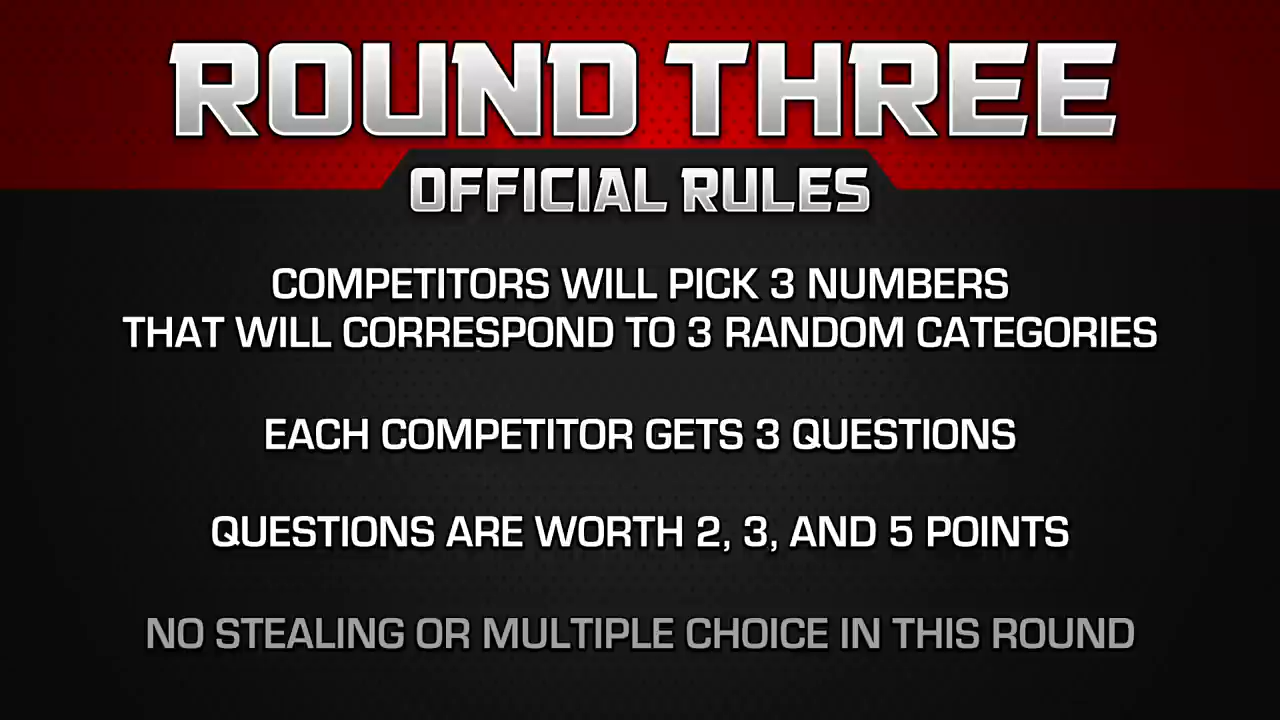 ROUND THREE
OFFICIAL RULES
COMPETITORS WILL PICK 3 NUMBERS
THAT WILL CORRESPOND TO 3 RANDOM CATEGORIES
EACH COMPETITOR GETS 3 QUESTIONS
QUESTIONS ARE WORTH 2, 3, AND 5 POINTS
NO STEALING OR MULTIPLE CHOICE IN THIS ROUND